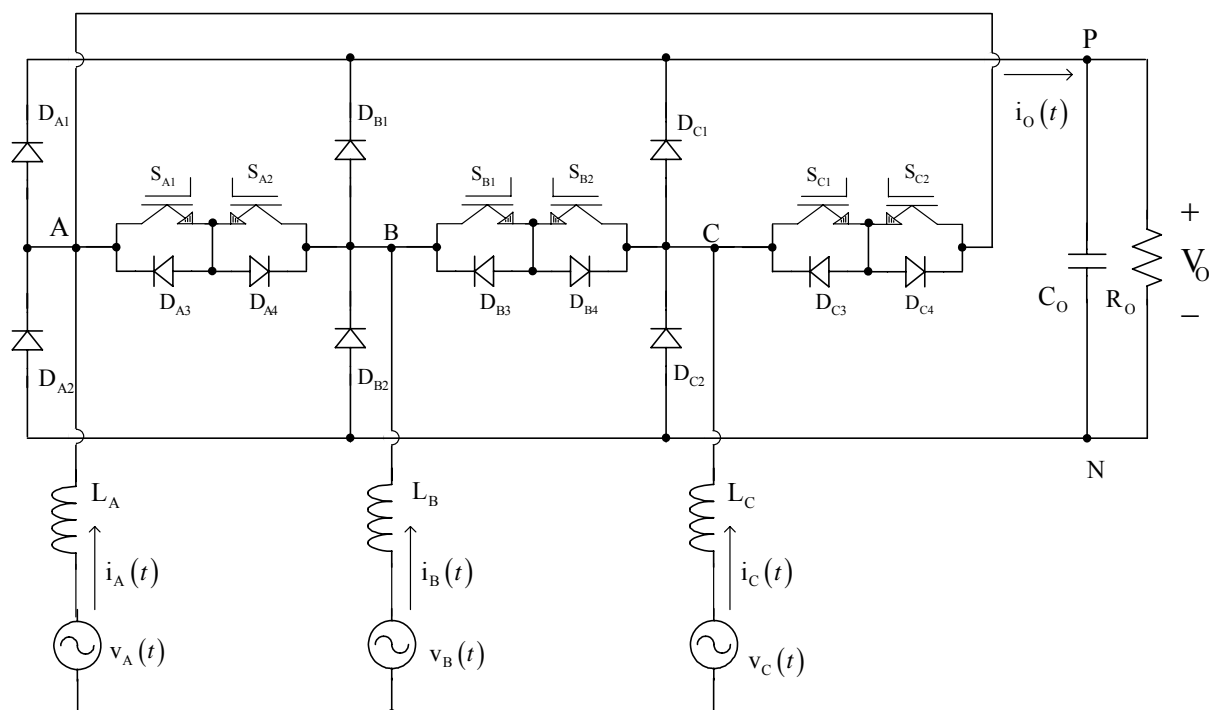 P
D_A1
D_B1
D_C1
i_O(t)
S_A1
S_A2
S_B1
S_B2
S_C1
S_C2
A
B
C
+
V_O
−
C_O
R_O
D_A3
D_A4
D_B3
D_B4
D_C3
D_C4
D_A2
D_B2
D_C2
N
L_A
L_B
L_C
i_A(t)
i_B(t)
i_C(t)
v_A(t)
v_B(t)
v_C(t)